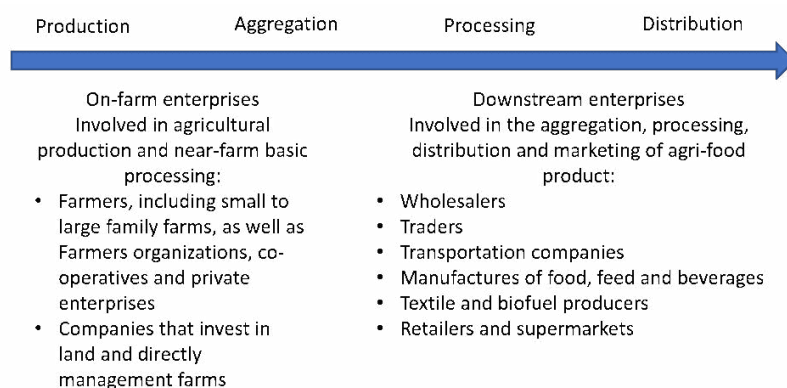 Production Aggregation Processing Distribution
On-farm enterprises
Involved in agricultural
production and near-farm basic
processing:
• Farmers, including small to
large family farms, as well as
Farmers organizations, co-
operatives and private
enterprises
• Companies that invest in
land and directly
management farms
Downstream enterprises
Involved in the aggregation, processing,
distribution and marketing of agri-food
product:
• Wholesalers
• Traders
• Transportation companies
• Manufactures of food, feed and beverages
• Textile and biofuel producers
• Retailers and supermarkets